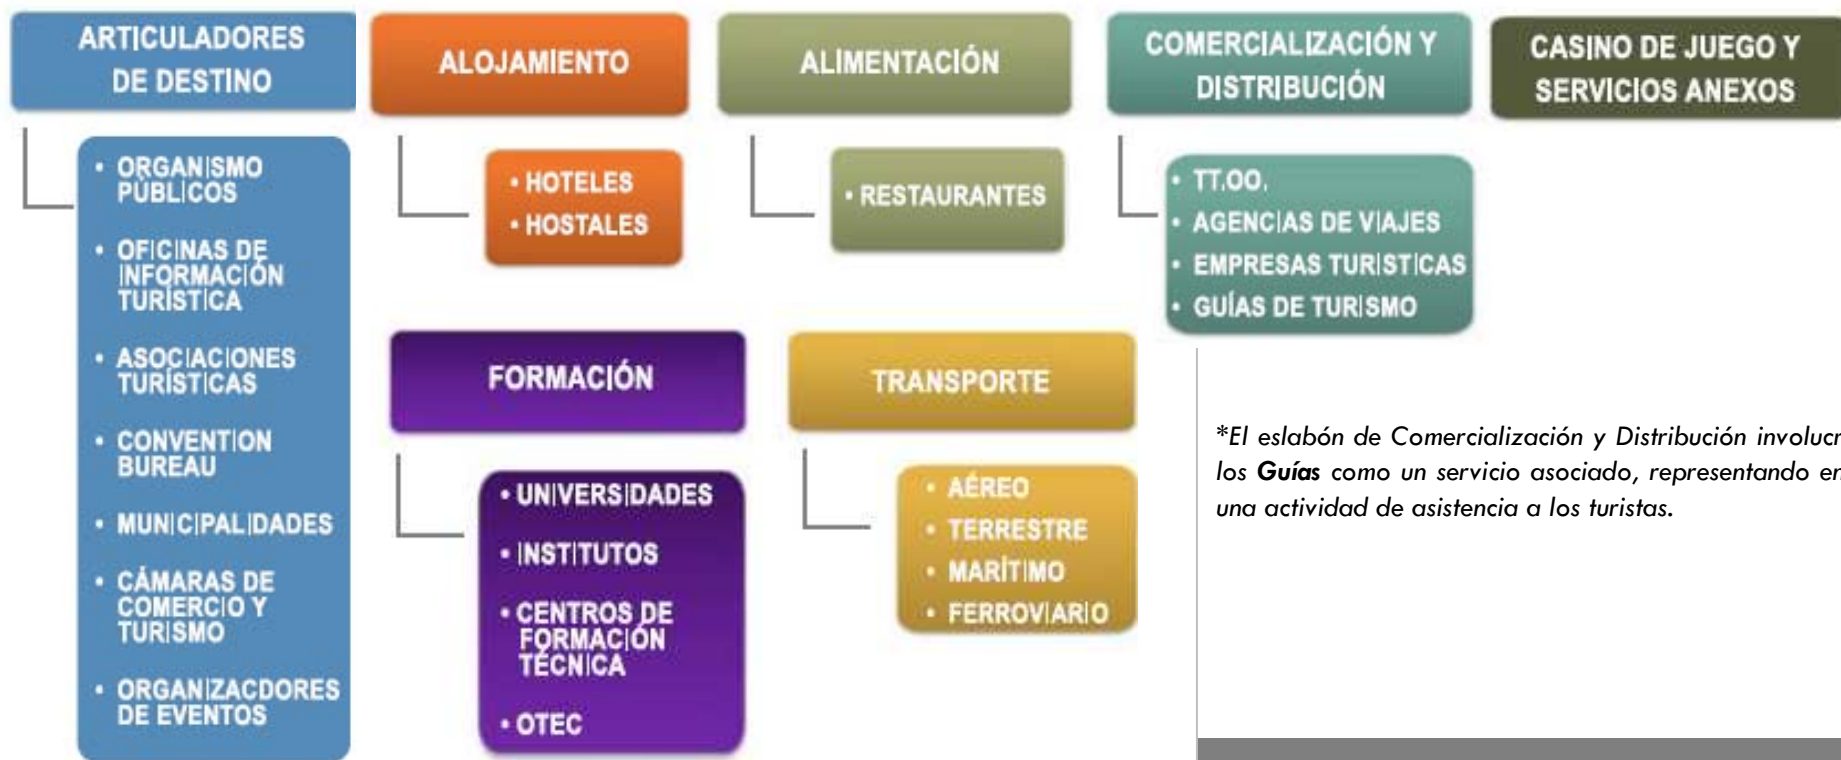 ARTICULADORES
DE DESTINO
• ORGANISMO
PÚBLICOS
• OFICINAS DE
INFORMACIÓN
TURÍSTICA
• ASOCIACIONES
TURÍSTICAS
• CONVENTION
BUREAU
• MUNICIPALIDADES
• CÁMARAS DE
COMERCIO Y
TURISMO
• ORGANIZACDORES
DE EVENTOS
ALOJAMIENTO
• HOTELES
• HOSTALES
ALIMENTACIÓN
• RESTAURANTES
COMERCIALIZACIÓN Y
DISTRIBUCIÓN
• TT.OO.
• AGENCIAS DE VIAJES
• EMPRESAS TURISTICAS
• GUÍAS DE TURISMO
CASINO DE JUEGO Y
SERVICIOS ANEXOS
FORMACIÓN
• UNIVERSIDADES
• INSTITUTOS
• CENTROS DE
FORMACIÓN
TÉCNICA
• OTEC
TRANSPORTE
• AÉREO
• TERRESTRE
• MARÍTIMO
• FERROVIARIO
*El eslabón de Comercialización y Distribución involucr
los Guías como un servicio asociado, representando en
una actividad de asistencia a los turistas.